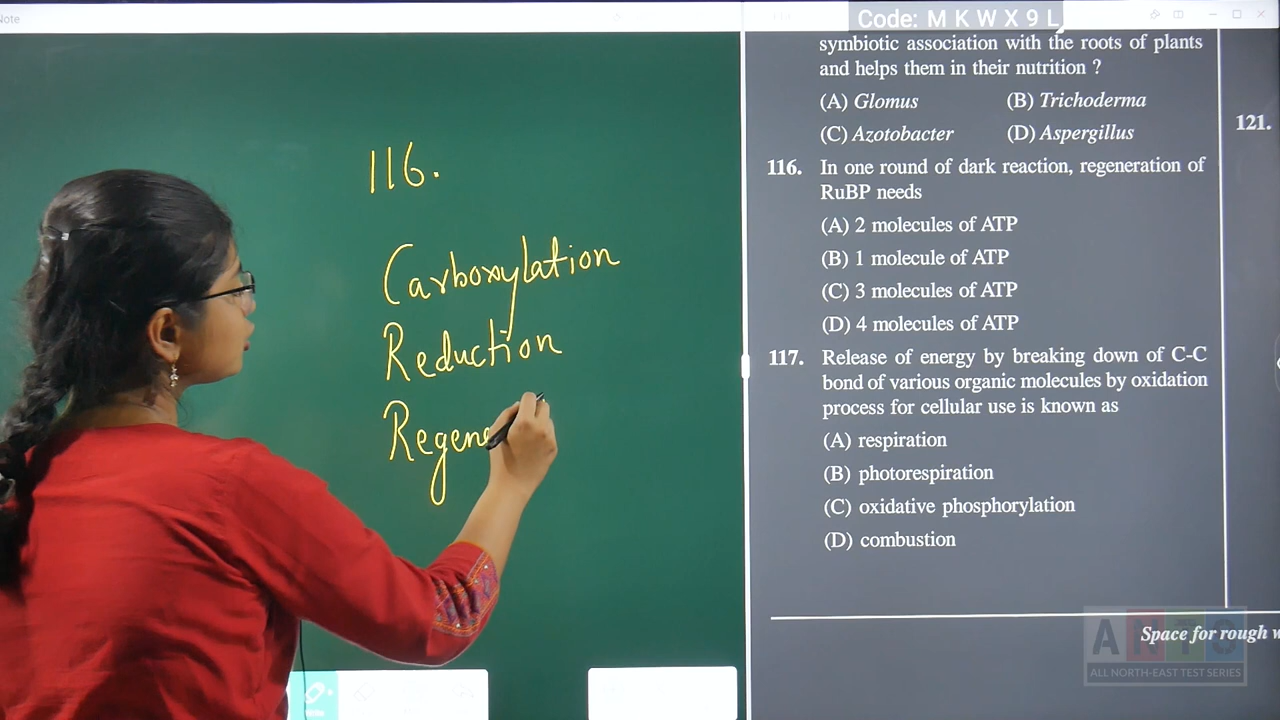 Note
Code: M K W X 9 L
116.
Carboxylation
Reduction
Regene
symbiotic association with the roots of plants
and helps them in their nutrition ?
(A) Glomus (B) Trichoderma
(C) Azotobacter (D) Aspergillus
116. In one round of dark reaction, regeneration of
RuBP needs
(A) 2 molecules of ATP
(B) 1 molecule of ATP
(C) 3 molecules of ATP
(D) 4 molecules of ATP
117. Release of energy by breaking down of C-C
bond of various organic molecules by oxidation
process for cellular use is known as
(A) respiration
(B) photorespiration
(C) oxidative phosphorylation
(D) combustion
121.
Space for rough w
ANTS
ALL NORTH-EAST TEST SERIES